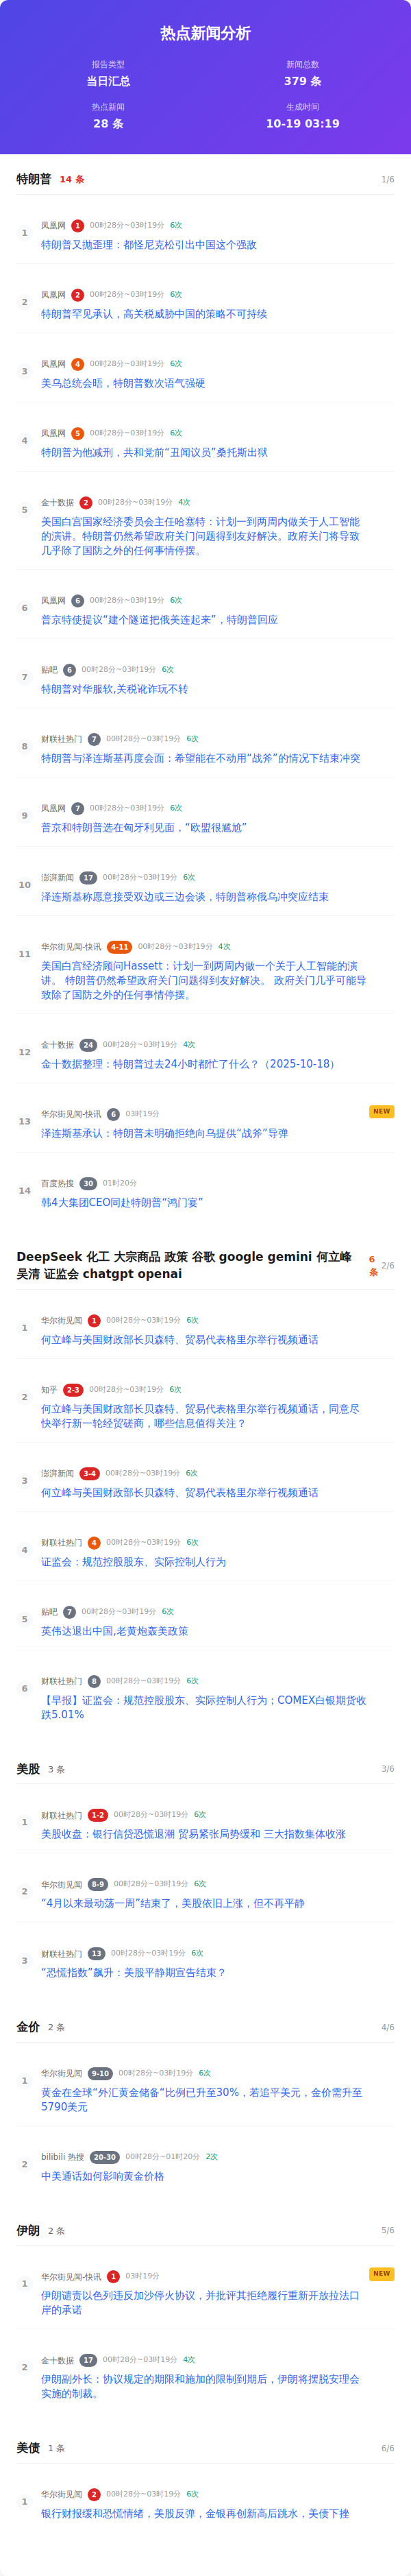 热点新闻分析
报告类型
当日汇总
新闻总数
379 条
热点新闻
28 条
生成时间
10-19 03:19
特朗普 14 条 1/6
1
凤凰网 1 00时28分~03时19分 6次
特朗普又抛歪理：都怪尼克松引出中国这个强敌
2
凤凰网 2 00时28分~03时19分 6次
特朗普罕见承认，高关税威胁中国的策略不可持续
3
凤凰网 4 00时28分~03时19分 6次
美乌总统会晤，特朗普数次语气强硬
4
凤凰网 5 00时28分~03时19分 6次
特朗普为他减刑，共和党前“丑闻议员”桑托斯出狱
5
金十数据 2 00时28分~03时19分 4次
美国白宫国家经济委员会主任哈塞特：计划一到两周内做关于人工智能
的演讲。特朗普仍然希望政府关门问题得到友好解决。政府关门将导致
几乎除了国防之外的任何事情停摆。
6
凤凰网 6 00时28分~03时19分 6次
普京特使提议“建个隧道把俄美连起来”，特朗普回应
7
贴吧 6 00时28分~03时19分 6次
特朗普对华服软,关税讹诈玩不转
8
财联社热门 7 00时28分~03时19分 6次
特朗普与泽连斯基再度会面：希望能在不动用“战斧”的情况下结束冲突
9
凤凰网 7 00时28分~03时19分 6次
普京和特朗普选在匈牙利见面，“欧盟很尴尬”
10
澎湃新闻 17 00时28分~03时19分 6次
泽连斯基称愿意接受双边或三边会谈，特朗普称俄乌冲突应结束
11
华尔街见闻-快讯 4-11 00时28分~03时19分 4次
美国白宫经济顾问Hassett：计划一到两周内做一个关于人工智能的演
讲。 特朗普仍然希望政府关门问题得到友好解决。 政府关门几乎可能导
致除了国防之外的任何事情停摆。
12
金十数据 24 00时28分~03时19分 4次
金十数据整理：特朗普过去24小时都忙了什么？（2025-10-18）
13
华尔街见闻-快讯 6 03时19分 NEW
泽连斯基承认：特朗普未明确拒绝向乌提供“战斧”导弹
14
百度热搜 30 01时20分
韩4大集团CEO同赴特朗普“鸿门宴”
DeepSeek 化工 大宗商品 政策 谷歌 google gemini 何立峰
吴清 证监会 chatgpt openai
6
条
2/6
1
华尔街见闻 1 00时28分~03时19分 6次
何立峰与美国财政部长贝森特、贸易代表格里尔举行视频通话
2
知乎 2-3 00时28分~03时19分 6次
何立峰与美国财政部长贝森特、贸易代表格里尔举行视频通话，同意尽
快举行新一轮经贸磋商，哪些信息值得关注？
3
澎湃新闻 3-4 00时28分~03时19分 6次
何立峰与美国财政部长贝森特、贸易代表格里尔举行视频通话
4
财联社热门 4 00时28分~03时19分 6次
证监会：规范控股股东、实际控制人行为
5
贴吧 7 00时28分~03时19分 6次
英伟达退出中国,老黄炮轰美政策
6
财联社热门 8 00时28分~03时19分 6次
【早报】证监会：规范控股股东、实际控制人行为；COMEX白银期货收
跌5.01%
美股 3 条 3/6
1
财联社热门 1-2 00时28分~03时19分 6次
美股收盘：银行信贷恐慌退潮 贸易紧张局势缓和 三大指数集体收涨
2
华尔街见闻 8-9 00时28分~03时19分 6次
“4月以来最动荡一周”结束了，美股依旧上涨，但不再平静
3
财联社热门 13 00时28分~03时19分 6次
“恐慌指数”飙升：美股平静期宣告结束？
金价 2 条 4/6
1
华尔街见闻 9-10 00时28分~03时19分 6次
黄金在全球“外汇黄金储备”比例已升至30%，若追平美元，金价需升至
5790美元
2
bilibili 热搜 20-30 00时28分~01时20分 2次
中美通话如何影响黄金价格
伊朗 2 条 5/6
1
华尔街见闻-快讯 1 03时19分 NEW
伊朗谴责以色列违反加沙停火协议，并批评其拒绝履行重新开放拉法口
岸的承诺
2
金十数据 17 00时28分~03时19分 4次
伊朗副外长：协议规定的期限和施加的限制到期后，伊朗将摆脱安理会
实施的制裁。
美债 1 条 6/6
1
华尔街见闻 2 00时28分~03时19分 6次
银行财报缓和恐慌情绪，美股反弹，金银再创新高后跳水，美债下挫